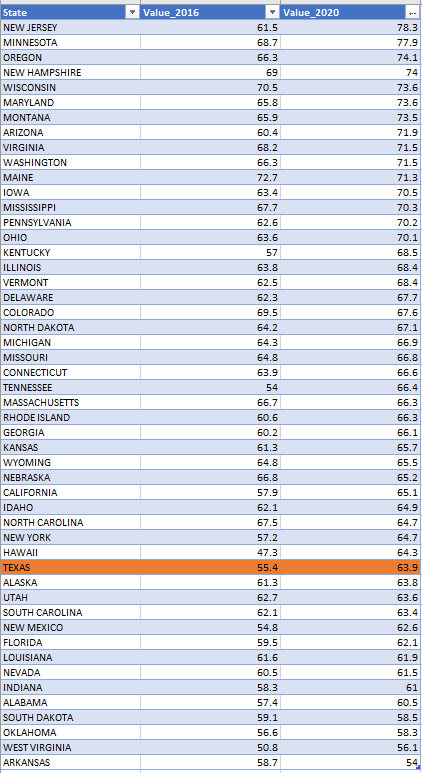 State Value_2016 Value_2020
NEW JERSEY 61.5 78.3
MINNESOTA 68.7 77.9
OREGON 66.3 74.1
NEW HAMPSHIRE 69 74
WISCONSIN 70.5 73.6
MARYLAND 65.8 73.6
MONTANA 65.9 73.5
ARIZONA 60.4 71.9
VIRGINIA 68.2 71.5
WASHINGTON 66.3 71.5
MAINE 72.7 71.3
IOWA 63.4 70.5
MISSISSIPPI 67.7 70.3
PENNSYLVANIA 62.6 70.2
OHIO 63.6 70.1
KENTUCKY 57 68.5
ILLINOIS 63.8 68.4
VERMONT 62.5 68.4
DELAWARE 62.3 67.7
COLORADO 69.5 67.6
NORTH DAKOTA 64.2 67.1
MICHIGAN 64.3 66.9
MISSOURI 64.8 66.8
CONNECTICUT 63.9 66.6
TENNESSEE 54 66.4
MASSACHUSETTS 66.7 66.3
RHODE ISLAND 60.6 66.3
GEORGIA 60.2 66.1
KANSAS 61.3 65.7
WYOMING 64.8 65.5
NEBRASKA 66.8 65.2
CALIFORNIA 57.9 65.1
IDAHO 62.1 64.9
NORTH CAROLINA 67.5 64.7
NEW YORK 57.2 64.7
HAWAII 47.3 64.3
TEXAS 55.4 63.9
ALASKA 61.3 63.8
UTAH 62.7 63.6
SOUTH CAROLINA 62.1 63.4
NEW MEXICO 54.8 62.6
FLORIDA 59.5 62.1
LOUISIANA 61.6 61.9
NEVADA 60.5 61.5
INDIANA 58.3 61
ALABAMA 57.4 60.5
SOUTH DAKOTA 59.1 58.5
OKLAHOMA 56.6 58.3
WEST VIRGINIA 50.8 56.1
ARKANSAS 58.7 54